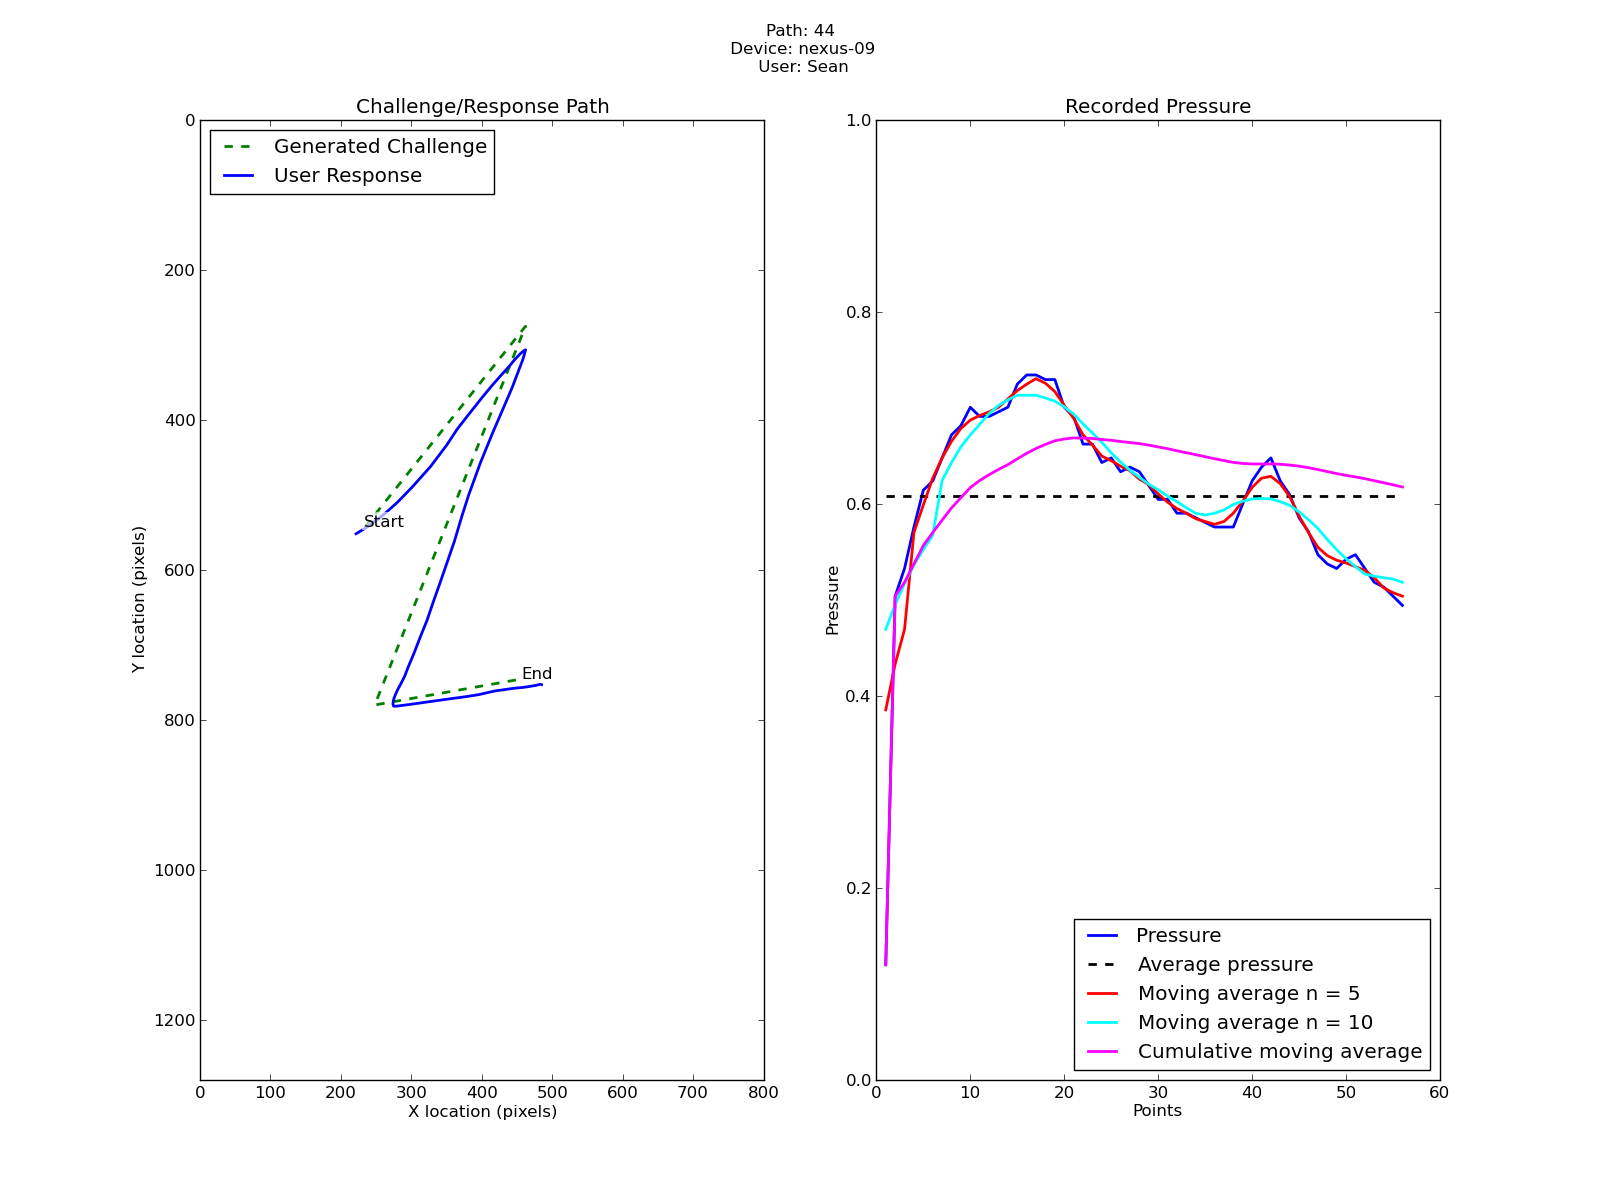 Path: 44
Device: nexus-09
User: Sean
Challenge/Response Path
Generated Challenge
User Response
0
200
400
600
800
1000
1200
Y location (pixels)
Start
End
0 100 200 300 400 500 600 700 800
X location (pixels)
Recorded Pressure
1.0
0.8
0.6
0.4
0.2
0.0
Pressure
Pressure
Average pressure
Moving average n = 5
Moving average n = 10
Cumulative moving average
0 10 20 30 40 50 60
Points